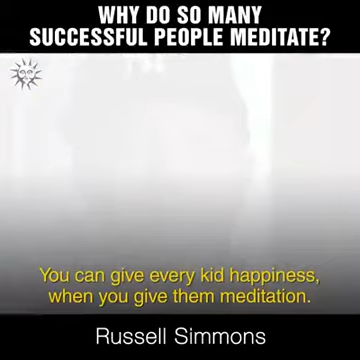 WHY DO SO MANY
SUCCESSFUL PEOPLE MEDITATE?
You can give every kid happiness,
when you give them meditation.
Russell Simmons